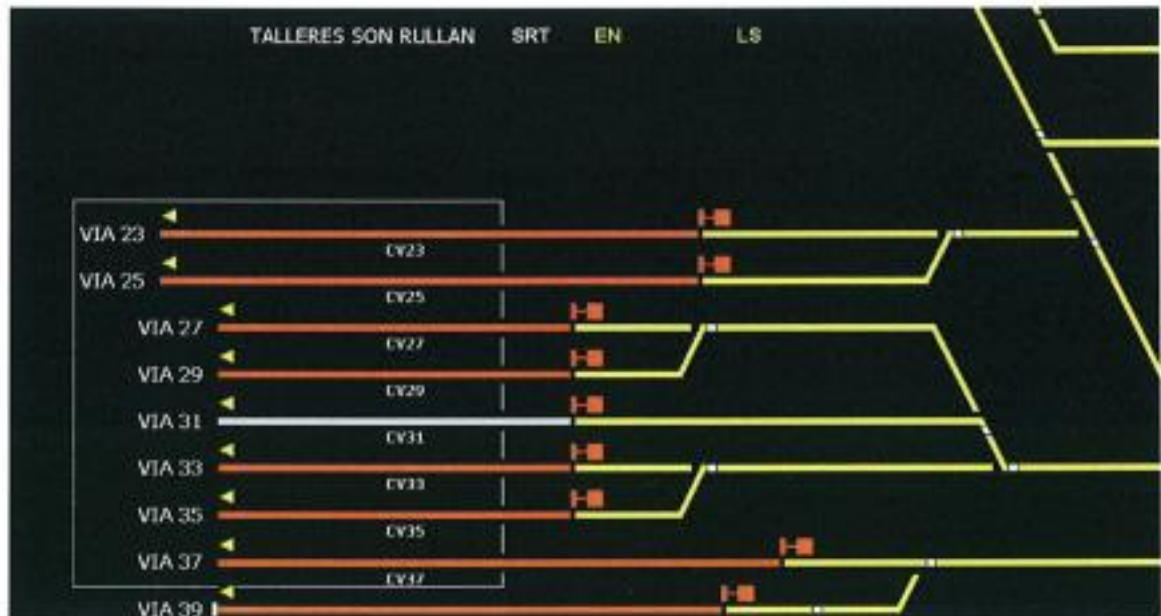 TALLERES SON RULLAN SRT EN LS
VIA 23
CV23
VIA 25
CV25
VIA 27
CV27
VIA 29
CV29
VIA 31
CV31
VIA 33
CV33
VIA 35
CV35
VIA 37
CV37
VIA 39